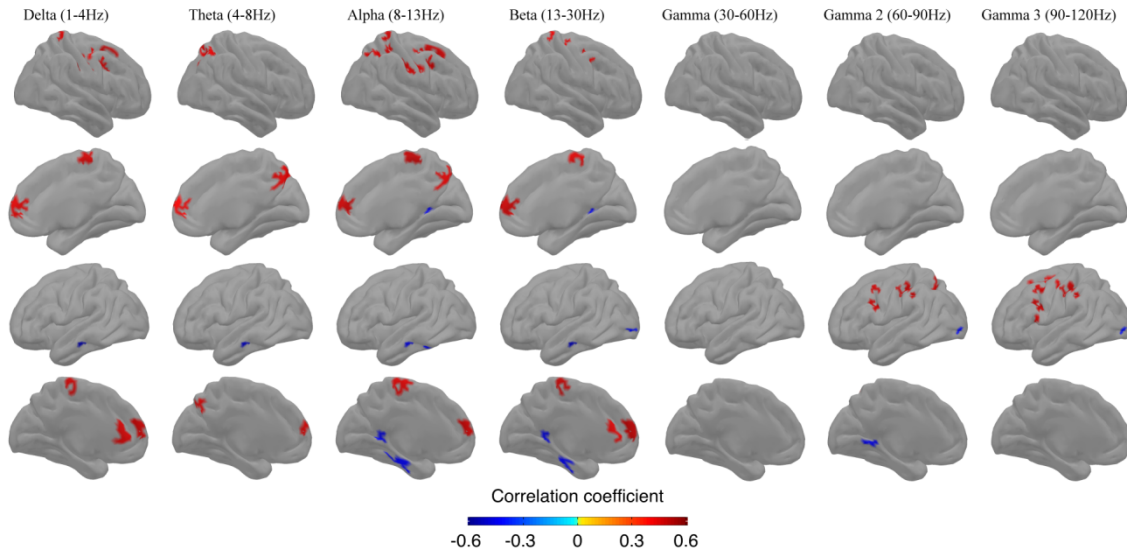 Delta (1-4Hz) Theta (4-8Hz) Alpha (8-13Hz) Beta (13-30Hz) Gamma (30-60Hz) Gamma 2 (60-90Hz) Gamma 3 (90-120Hz)
Correlation coefficient
-0.6 -0.3 0 0.3 0.6